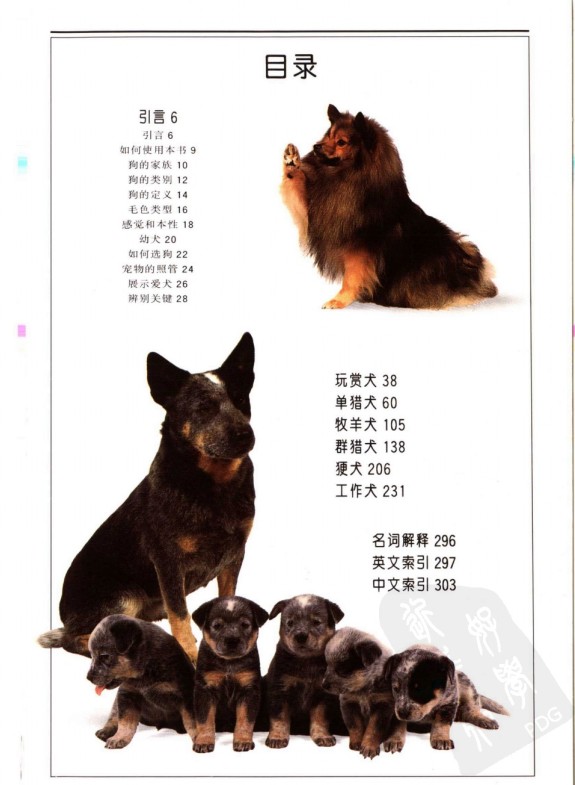 目录
引言 6
引言 6
如何使用本书 9
狗的家族 10
狗的类别 12
狗的定义 14
毛色类型 16
感觉和本性 18
幼犬 20
如何选狗 22
宠物的照管 24
展示爱犬 26
辨别关键 28
玩赏犬 38
单猎犬 60
牧羊犬 105
群猎犬 138
㹴犬 206
工作犬 231
名词解释 296
英文索引 297
中文索引 303
PDG